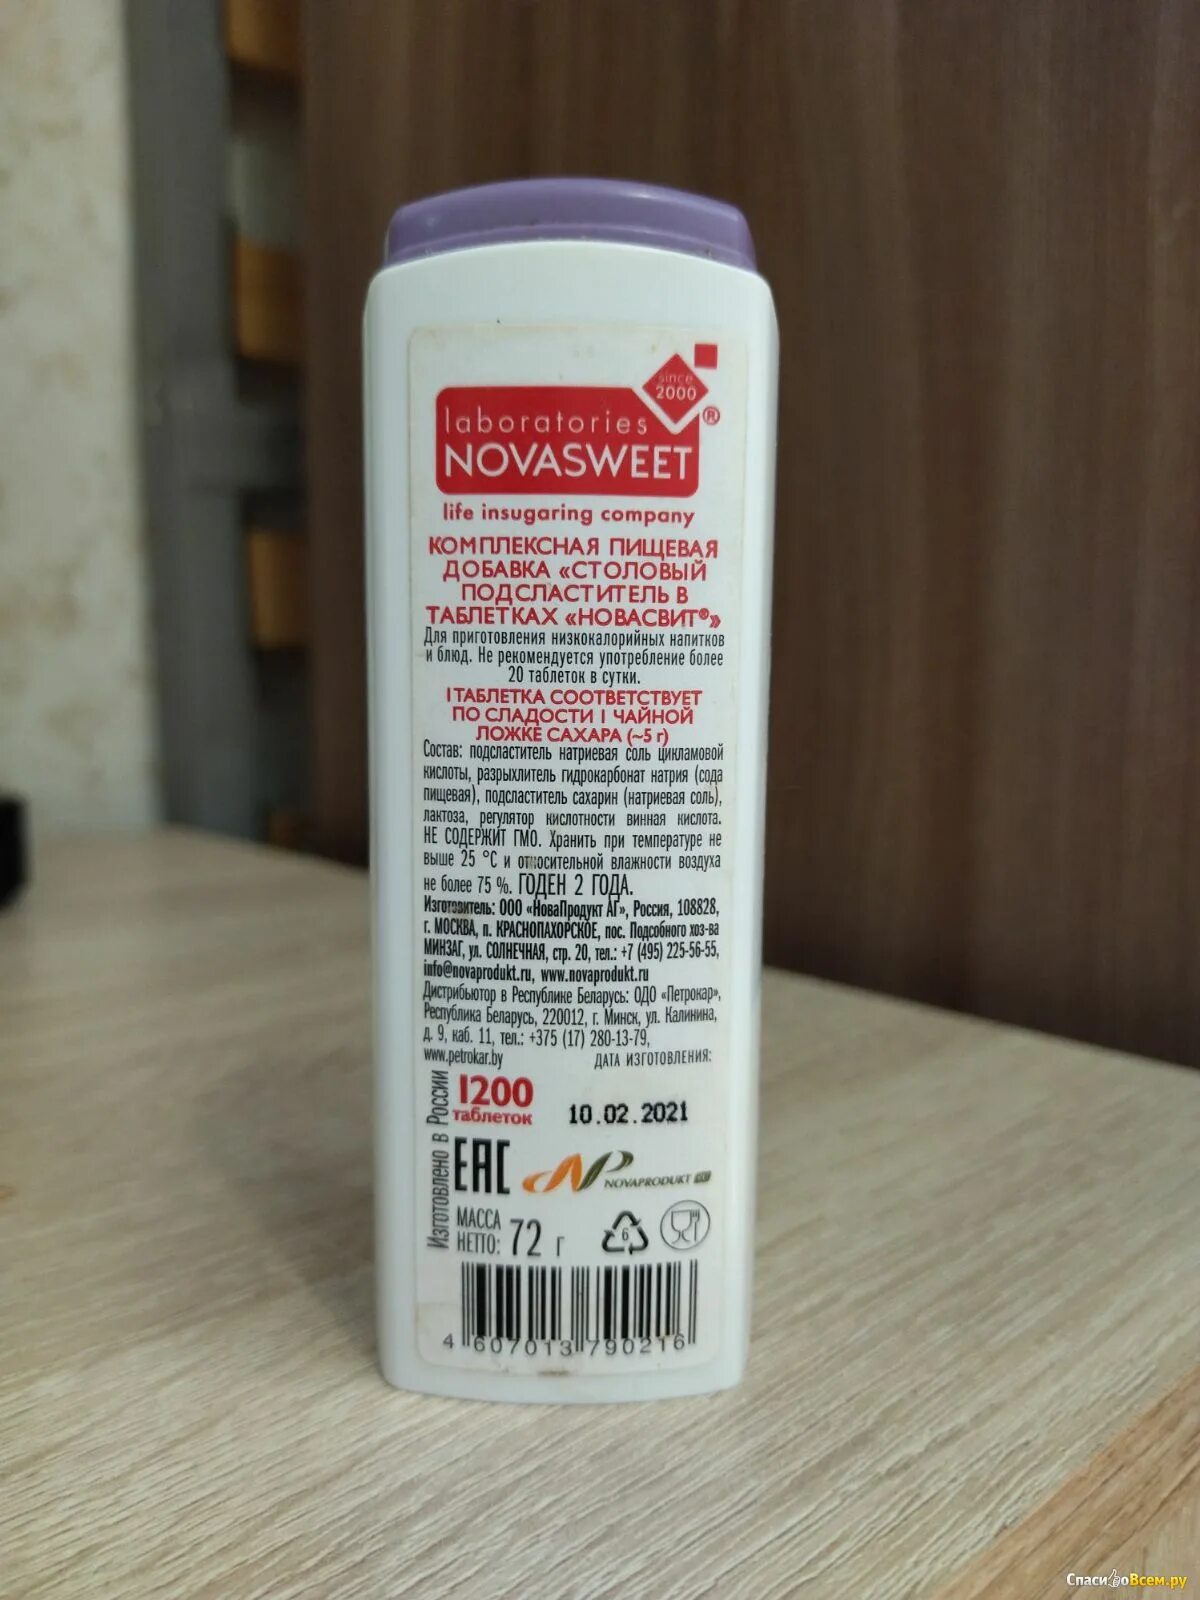 since
2000
laboratories
NOVASWEET®
life insugaring company
КОМПЛЕКСНАЯ ПИЩЕВАЯ
ДОБАВКА «СТОЛОВЫЙ
ПОДСЛАСТИТЕЛЬ В
ТАБЛЕТКАХ «НОВАСВИТ®»
Для приготовления низкокалорийных напитков
и блюд. Не рекомендуется употребление более
20 таблеток в сутки.
1 ТАБЛЕТКА СООТВЕТСТВУЕТ
ПО СЛАДОСТИ 1 ЧАЙНОЙ
ЛОЖКЕ САХАРА (~5 г)
Состав: подсластитель натриевая соль цикламовой
кислоты, разрыхлитель гидрокарбонат натрия (сода
пищевая), подсластитель сахарин (натриевая соль),
лактоза, регулятор кислотности винная кислота.
НЕ СОДЕРЖИТ ГМО. Хранить при температуре не
выше 25 °С и относительной влажности воздуха
не более 75 %. ГОДЕН 2 ГОДА.
Изготовитель: ООО «НоваПродукт АГ», Россия, 108828,
г. МОСКВА, п. КРАСНОПАХОРСКОЕ, пос. Подсобного хоз-ва
МИНЗАГ, ул. СОЛНЕЧНАЯ, стр. 20, тел.: +7 (495) 225-56-55,
info@novaprodukt.ru, www.novaprodukt.ru
Дистрибьютор в Республике Беларусь: ОДО «Петрокар»,
Республика Беларусь, 220012, г. Минск, ул. Калинина,
д. 9, каб. 11, тел.: +375 (17) 280-13-79,
www.petrokar.by
ДАТА ИЗГОТОВЛЕНИЯ:
Изготовлено в России
1200
таблеток
10.02.2021
EAC
NOVAPRODUKT
МАССА
НЕТТО: 72 г
6
4 607013 790216
СпасибоВсем.ру